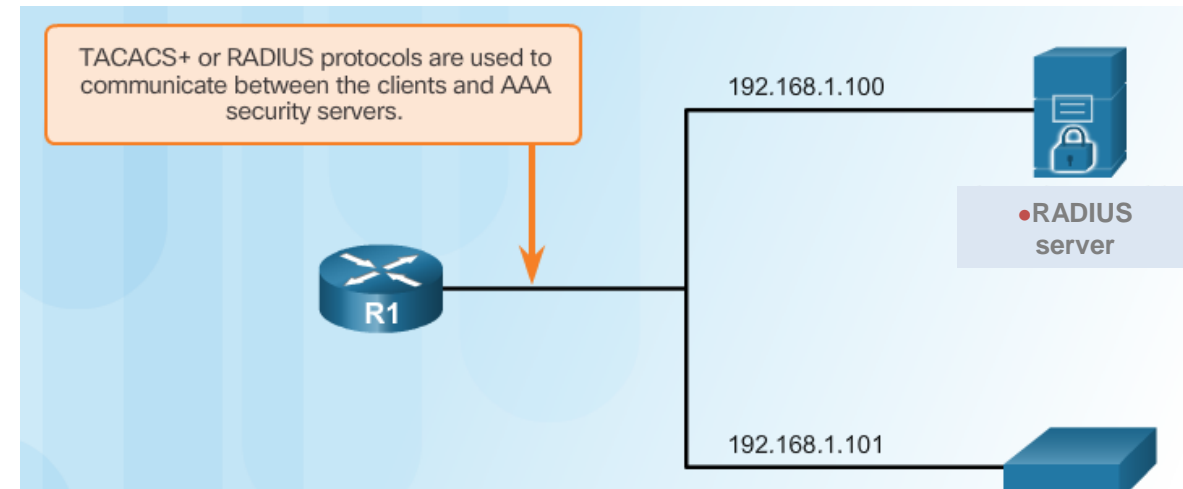 TACACS+ or RADIUS protocols are used to
communicate between the clients and AAA
security servers.
192.168.1.100
•RADIUS
server
R1
192.168.1.101